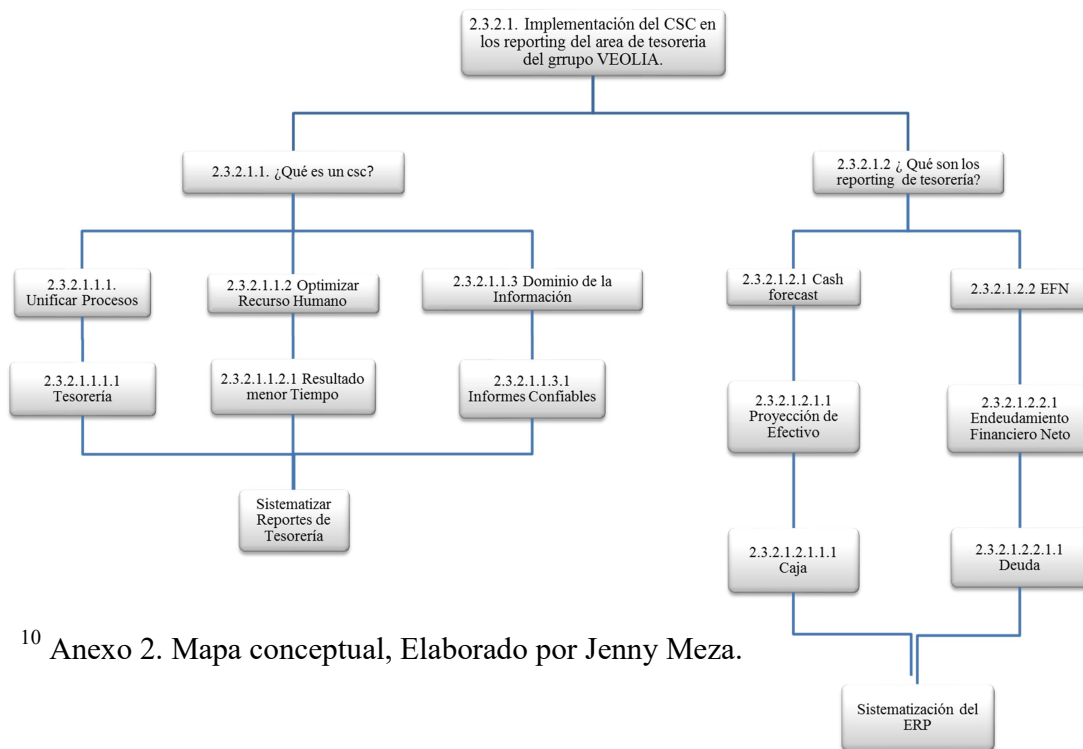 2.3.2.1. Implementación del CSC en
los reporting del area de tesoreria
del grrupo VEOLIA.
2.3.2.1.1. ¿Qué es un csc?
2.3.2.1.2 ¿ Qué son los
reporting de tesorería?
2.3.2.1.1.1.
Unificar Procesos
2.3.2.1.1.2 Optimizar
Recurso Humano
2.3.2.1.1.3 Dominio de la
Información
2.3.2.1.2.1 Cash
forecast
2.3.2.1.2.2 EFN
2.3.2.1.1.1.1
Tesorería
2.3.2.1.1.2.1 Resultado
menor Tiempo
2.3.2.1.1.3.1
Informes Confiables
2.3.2.1.2.1.1
Proyección de
Efectivo
2.3.2.1.2.2.1
Endeudamiento
Financiero Neto
Sistematizar
Reportes de
Tesorería
2.3.2.1.2.1.1.1
Caja
2.3.2.1.2.2.1.1
Deuda
10 Anexo 2. Mapa conceptual, Elaborado por Jenny Meza.
Sistematización del
ERP